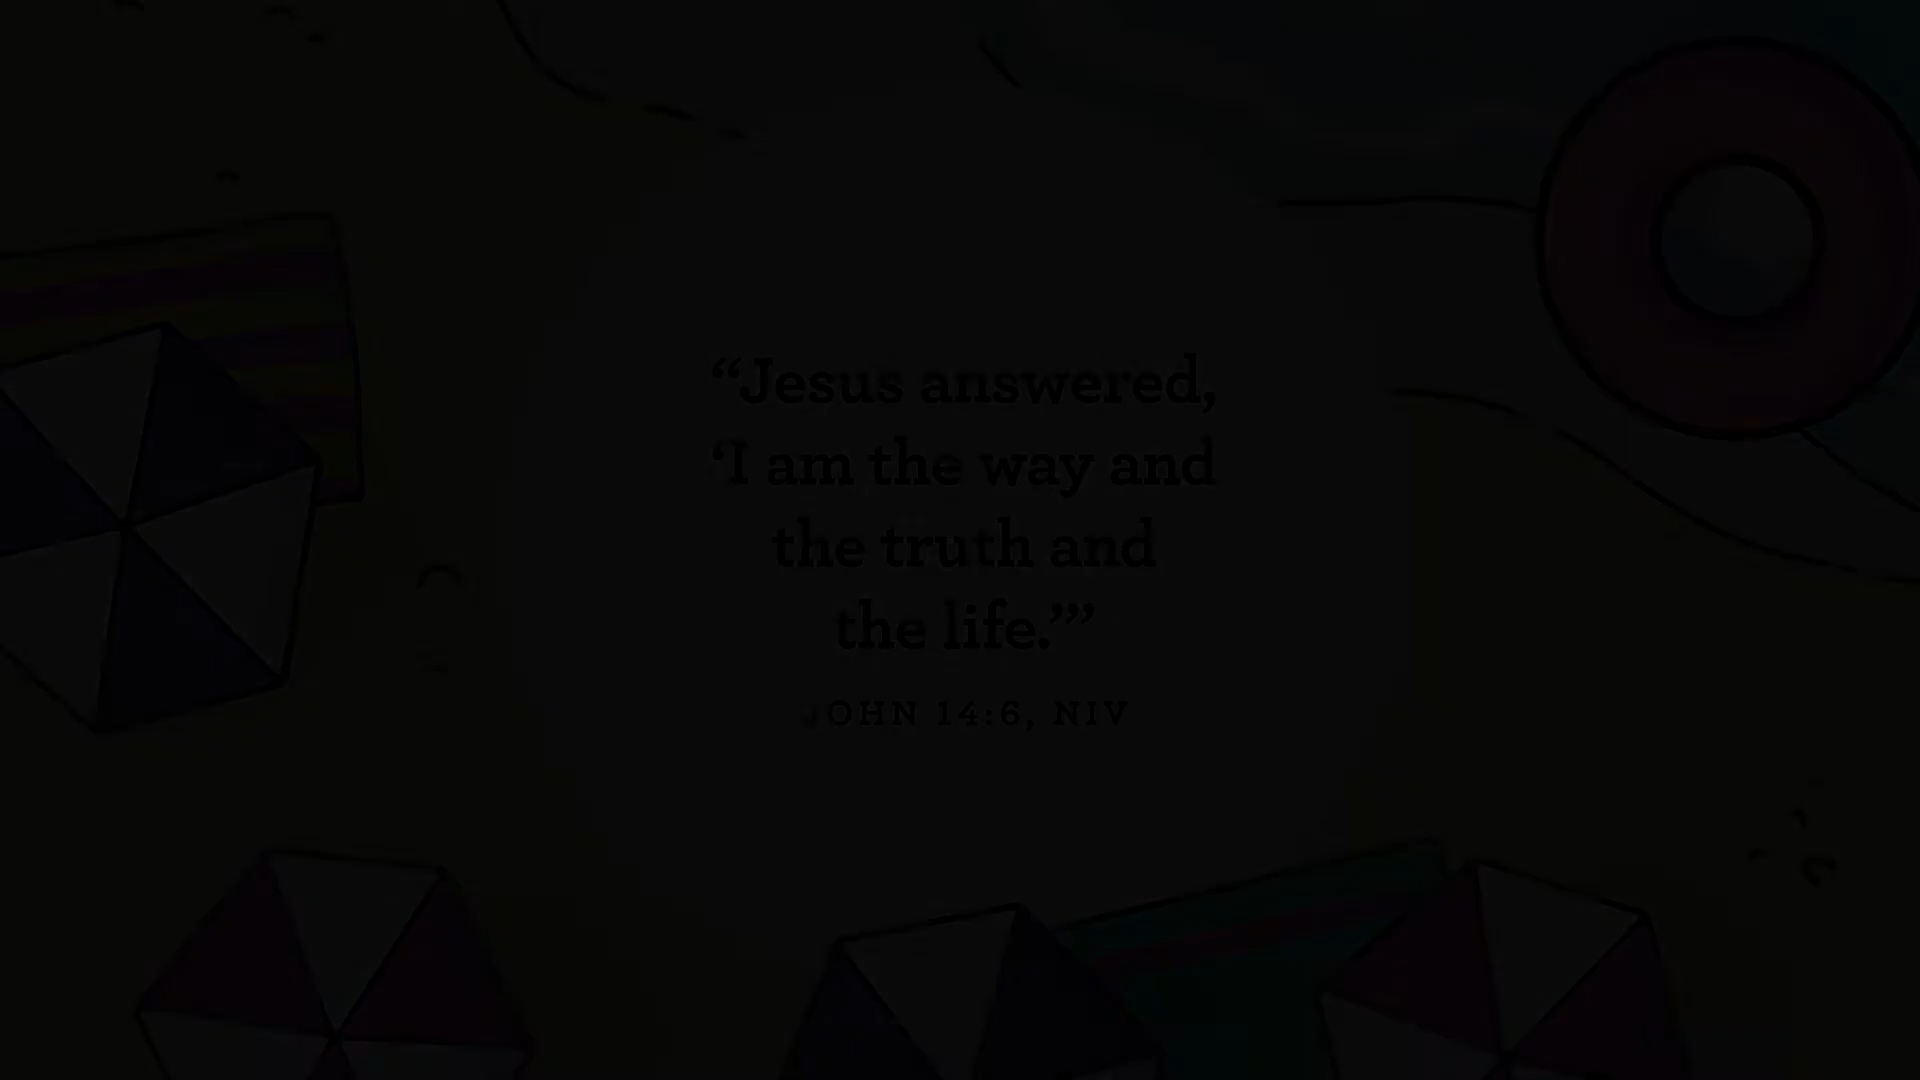 “Jesus answered,
‘I am the way and
the truth and
the life.’”
JOHN 14:6, NIV